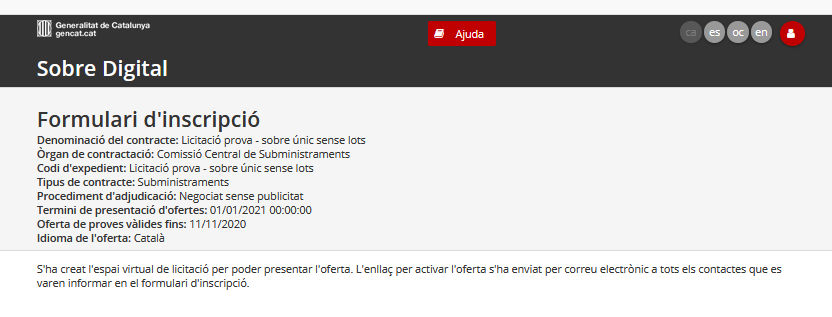 Generalitat de Catalunya
gencat.cat
Ajuda
ca es oc en
Sobre Digital
Formulari d'inscripció
Denominació del contracte: Licitació prova - sobre únic sense lots
Òrgan de contractació: Comissió Central de Subministraments
Codi d'expedient: Licitació prova - sobre únic sense lots
Tipus de contracte: Subministraments
Procediment d'adjudicació: Negociat sense publicitat
Termini de presentació d'ofertes: 01/01/2021 00:00:00
Oferta de proves vàlides fins: 11/11/2020
Idioma de l'oferta: Català
S'ha creat l'espai virtual de licitació per poder presentar l'oferta. L'enllaç per activar l'oferta s'ha enviat per correu electrònic a tots els contactes que es
varen informar en el formulari d'inscripció.